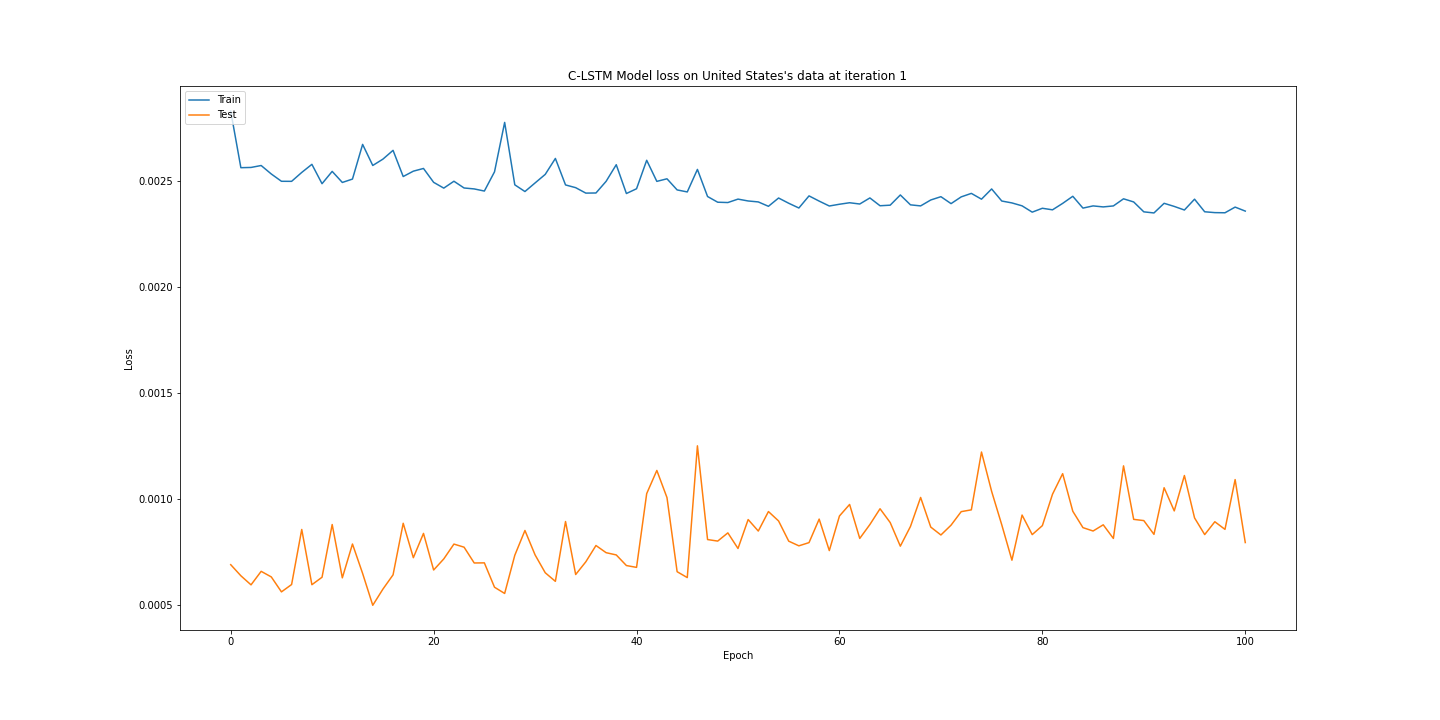 C-LSTM Model loss on United States's data at iteration 1
Train
Test
0.0025
0.0020
0.0015
0.0010
0.0005
Loss
0 20 40 60 80 100
Epoch